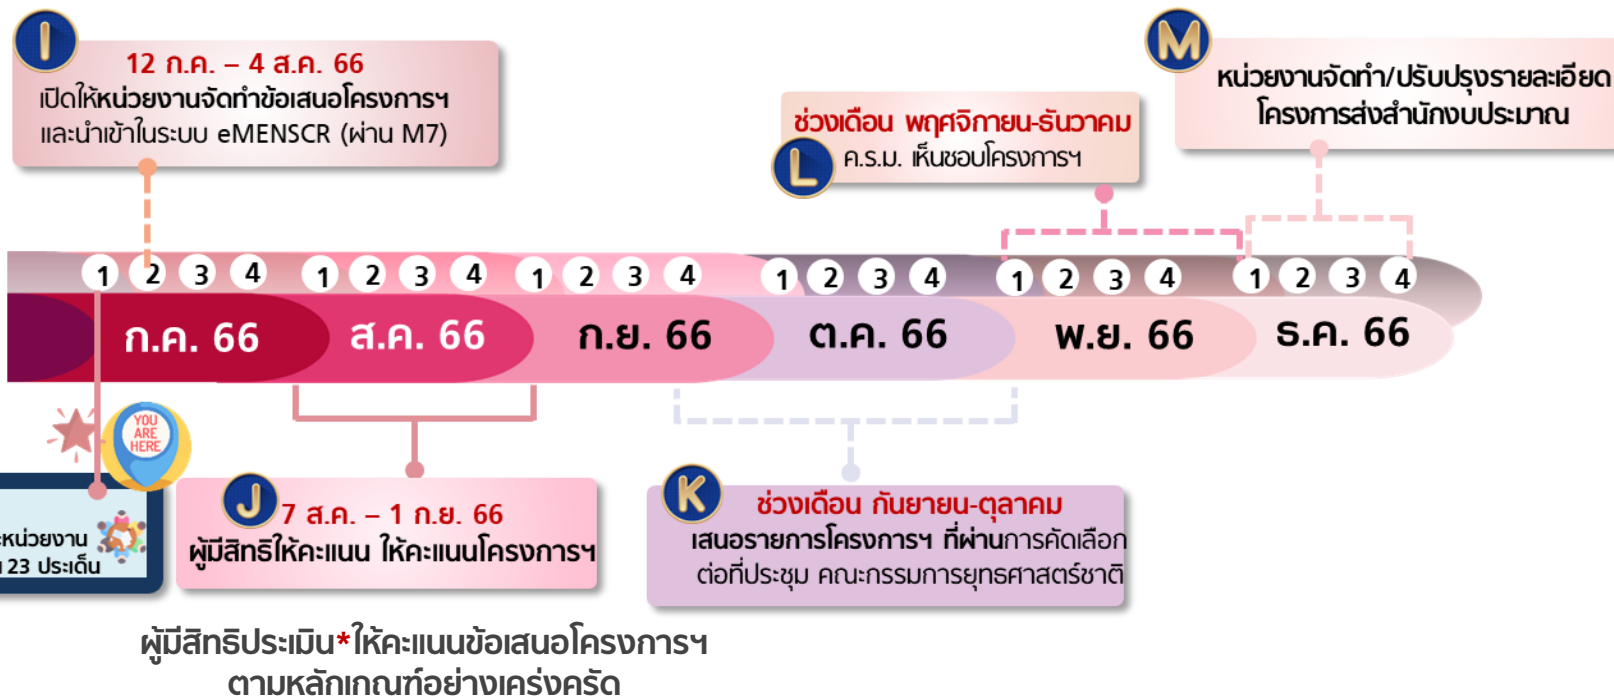 I
12 ก.ค. – 4 ส.ค. 66
เปิดให้หน่วยงานจัดทำข้อเสนอโครงการฯ
และนำเข้าในระบบ eMENSCR (ผ่าน M7)
L
ช่วงเดือน พฤศจิกายน-ธันวาคม
ค.ร.ม. เห็นชอบโครงการฯ
M
หน่วยงานจัดทำ/ปรับปรุงรายละเอียด
โครงการส่งสำนักงบประมาณ
1 2 3 4 1 2 3 4 1 2 3 4 1 2 3 4 1 2 3 4 1 2 3 4
ก.ค. 66 ส.ค. 66 ก.ย. 66 ต.ค. 66 พ.ย. 66 ธ.ค. 66
YOU
ARE
HERE
หน่วยงาน
23 ประเด็น
J
7 ส.ค. – 1 ก.ย. 66
ผู้มีสิทธิให้คะแนน ให้คะแนนโครงการฯ
K
ช่วงเดือน กันยายน-ตุลาคม
เสนอรายการโครงการฯ ที่ผ่านการคัดเลือก
ต่อที่ประชุม คณะกรรมการยุทธศาสตร์ชาติ
ผู้มีสิทธิประเมิน*ให้คะแนนข้อเสนอโครงการฯ
ตามหลักเกณฑ์อย่างเคร่งครัด